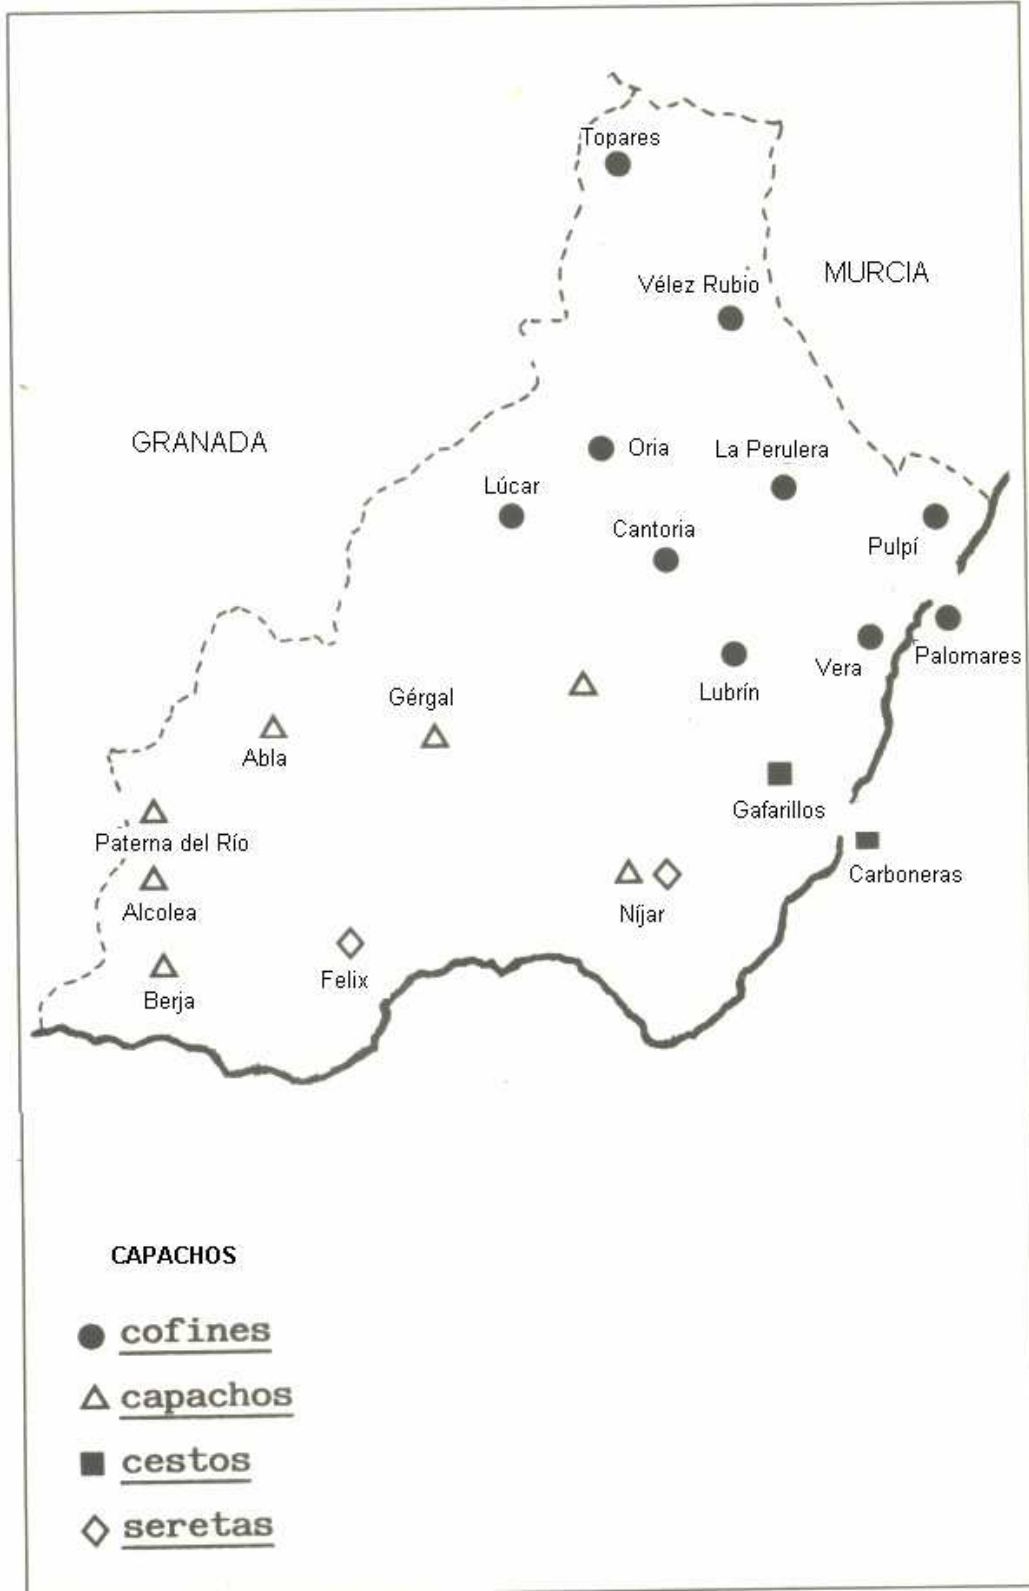 Topares
MURCIA
Vélez Rubio
GRANADA
Oria
La Perulera
Lúcar
Cantoria
Pulpí
Palomares
Vera
Lubrín
Gérgal
Abla
Gafarillos
Paterna del Río
Carboneras
Alcolea
Níjar
Felix
Berja
CAPACHOS
cofines
capachos
cestos
seretas